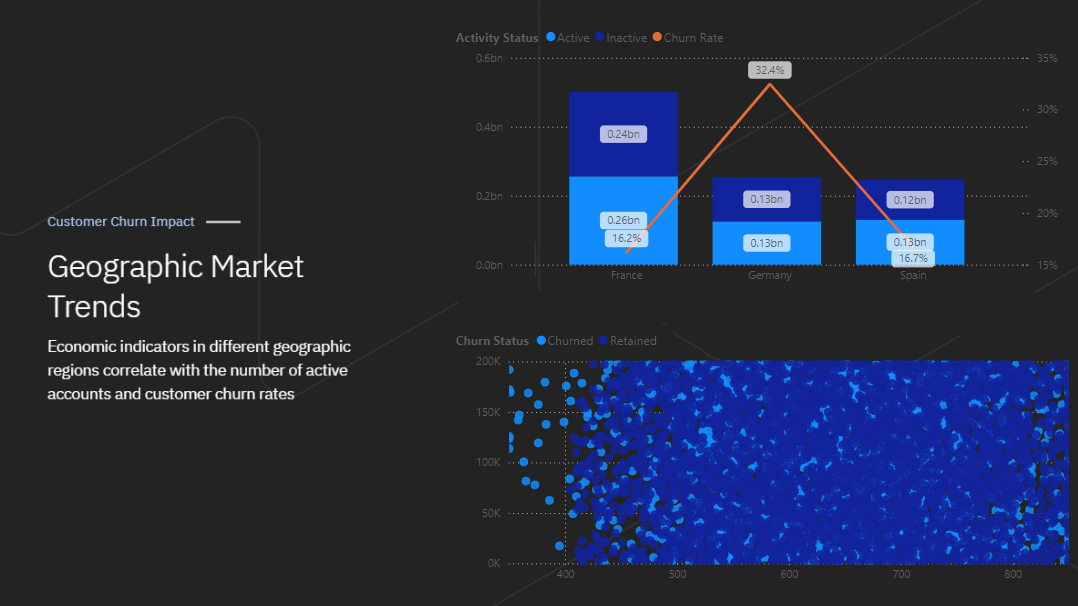 Customer Churn Impact
Geographic Market
Trends
Economic indicators in different geographic
regions correlate with the number of active
accounts and customer churn rates
Activity Status Active Inactive Churn Rate
0.6bn 35%
32.4%
30%
0.4bn 0.24bn
25%
0.2bn 0.13bn 0.12bn
20%
0.26bn
16.2% 0.13bn 0.13bn
16.7%
0.0bn 15%
France Germany Spain
Churn Status Churned Retained
200K
150K
100K
50K
0K
400 500 600 700 800